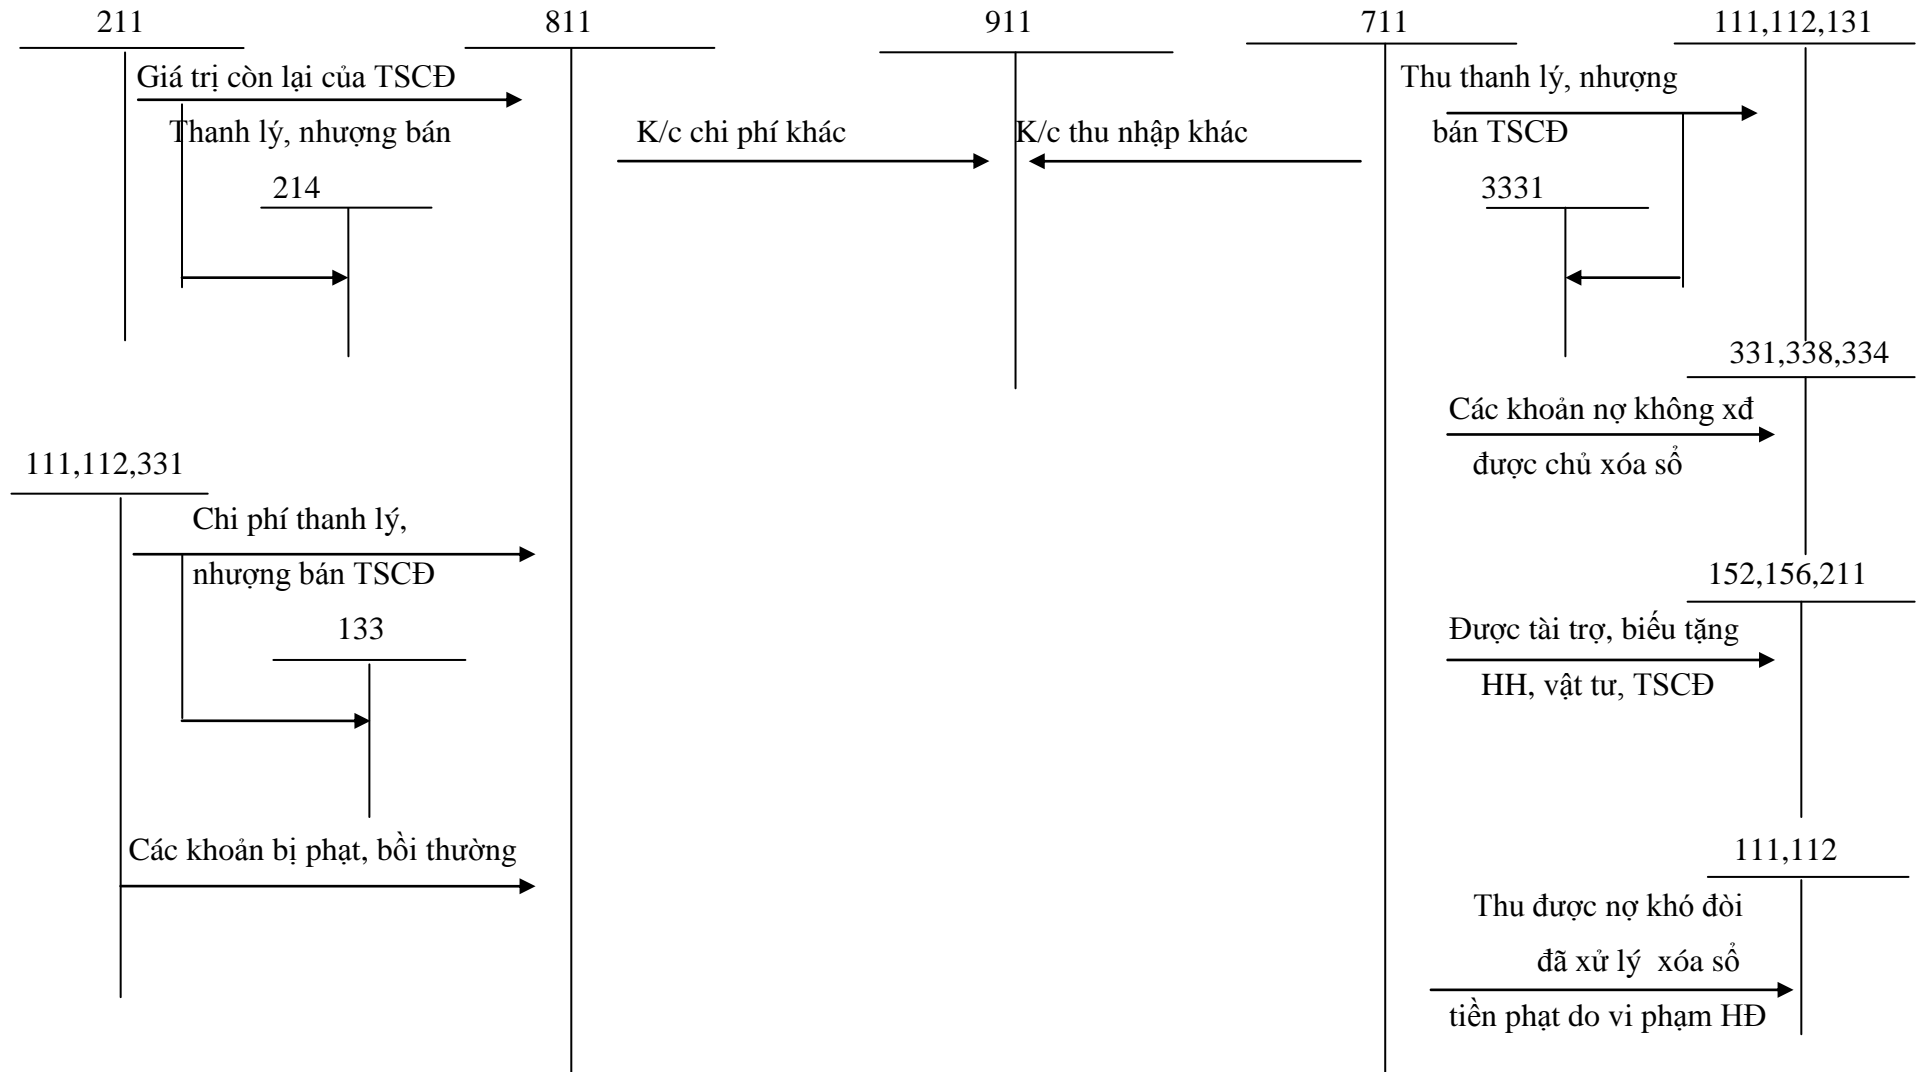 211
811
911
711
111,112,131
Giá trị còn lại của TSCĐ
Thanh lý, nhượng bán
214
K/c chi phí khác
K/c thu nhập khác
Thu thanh lý, nhượng
bán TSCĐ
3331
331,338,334
Các khoản nợ không xđ
được chủ xóa sổ
111,112,331
Chi phí thanh lý,
nhượng bán TSCĐ
133
152,156,211
Được tài trợ, biếu tặng
HH, vật tư, TSCĐ
Các khoản bị phạt, bồi thường
111,112
Thu được nợ khó đòi
đã xử lý xóa sổ
tiền phạt do vi phạm HĐ